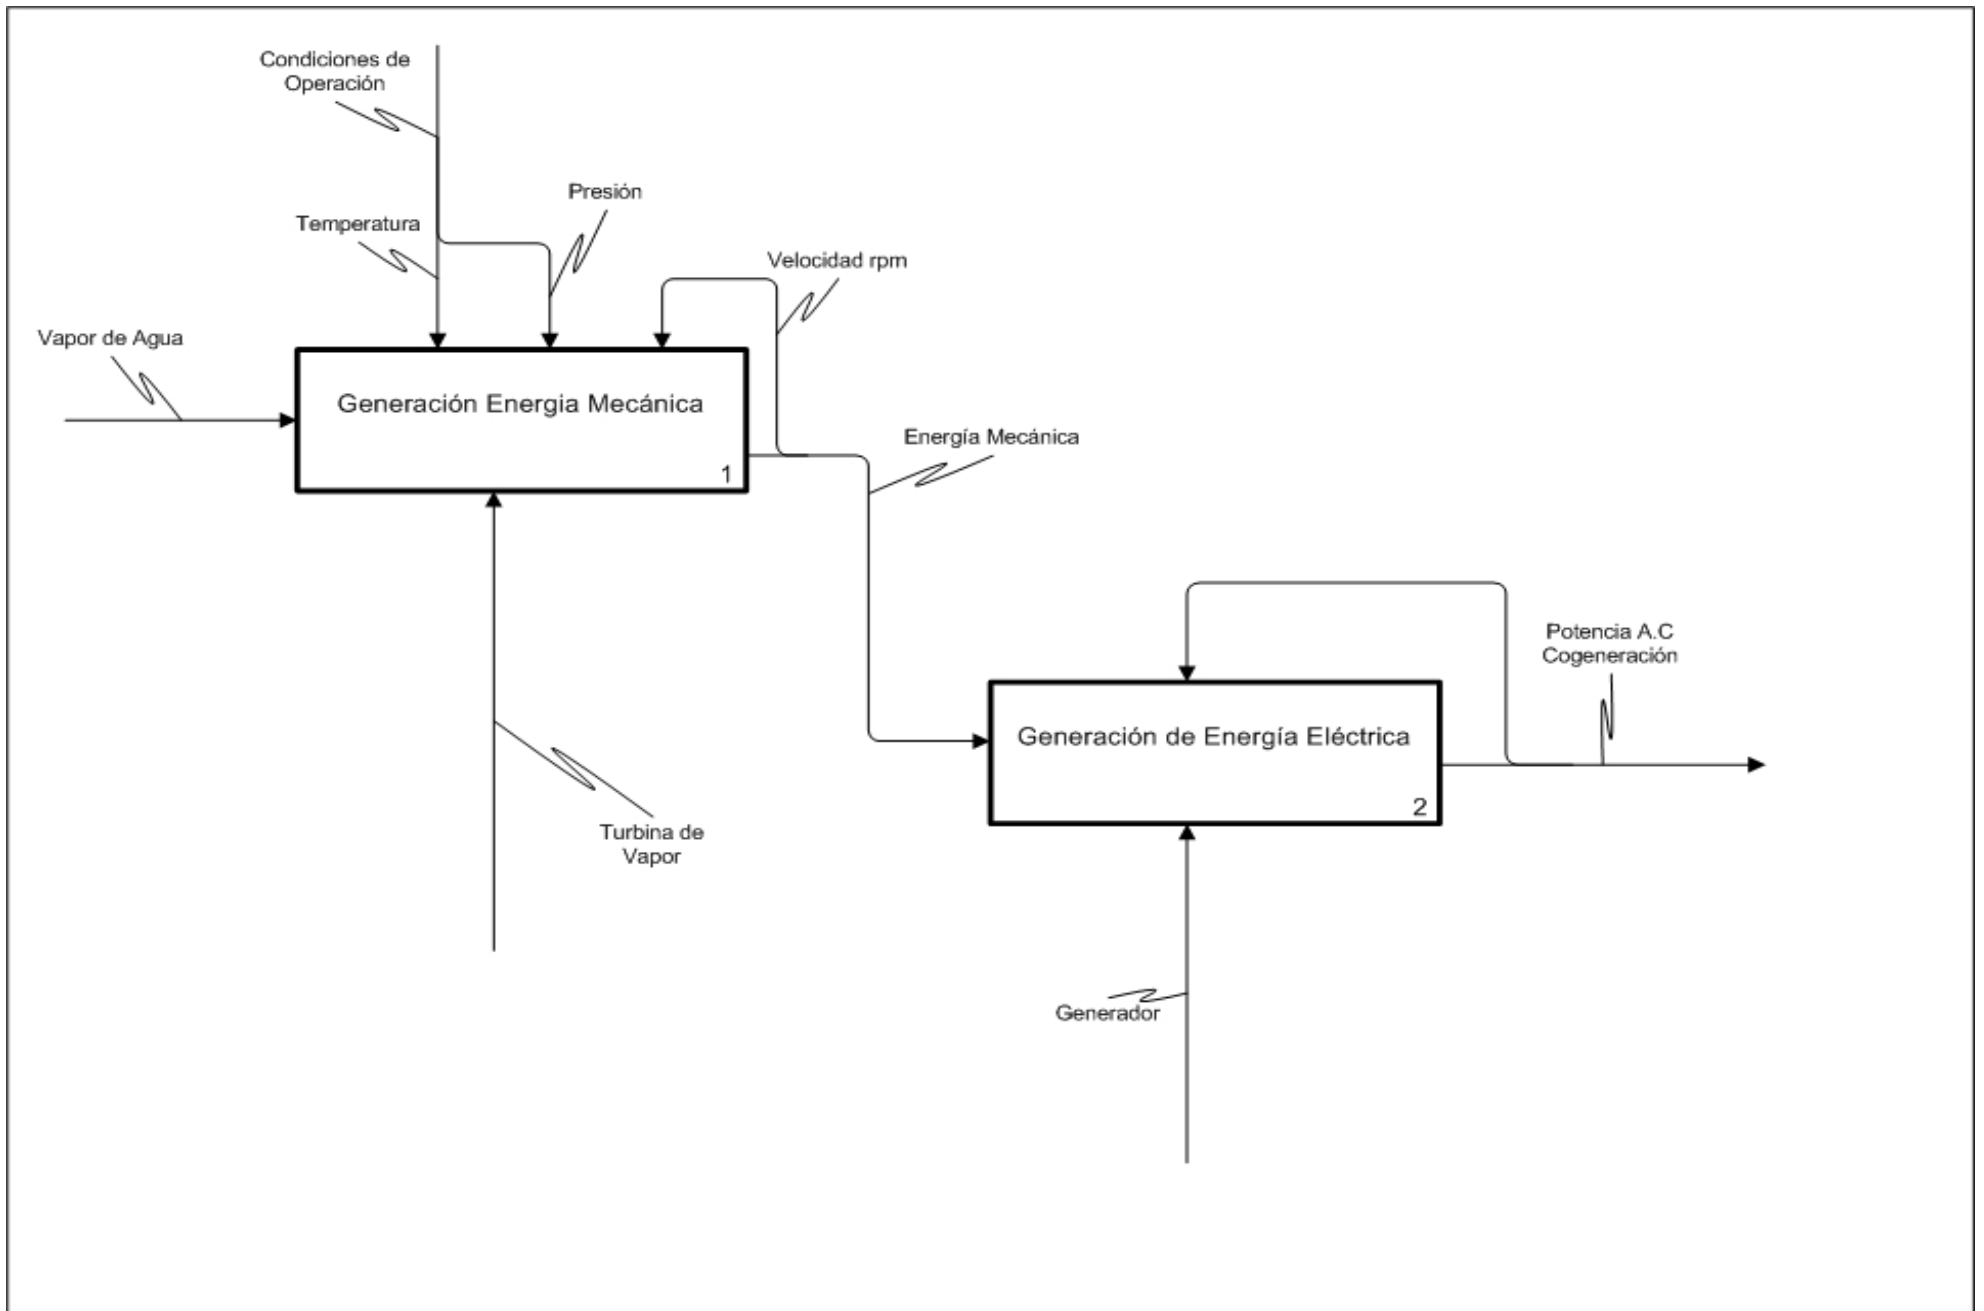 Condiciones de
Operación
Presión
Temperatura
Velocidad rpm
Vapor de Agua
Generación Energia Mecánica
1
Energía Mecánica
Potencia A.C
Cogeneración
Generación de Energía Eléctrica
2
Turbina de
Vapor
Generador